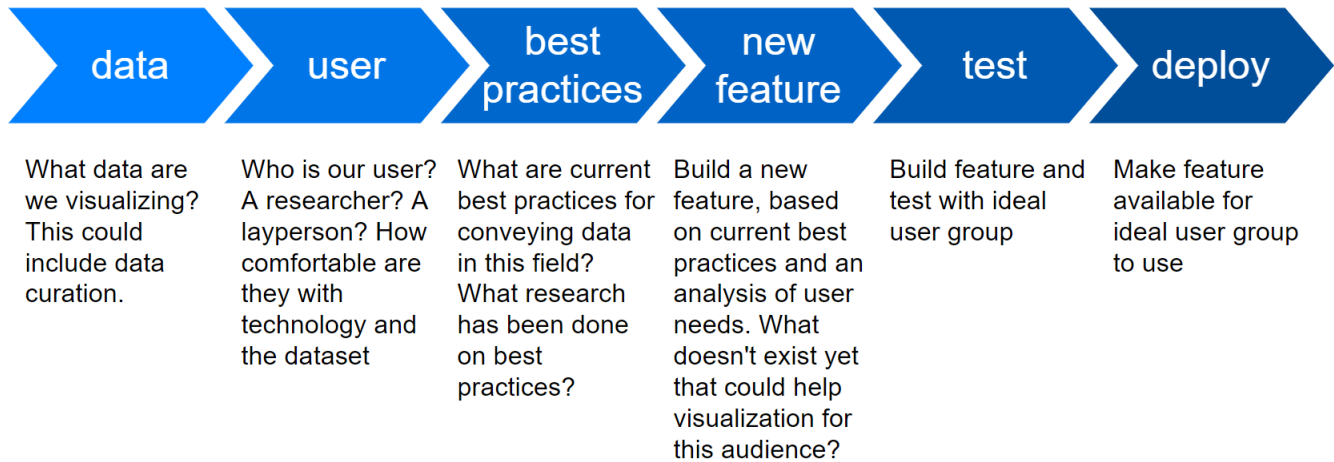 data
user
best
practices
new
feature
test
deploy
What data are
we visualizing?
This could
include data
curation.
Who is our user?
A researcher? A
layperson? How
comfortable are
they with
technology and
the dataset
What are current
best practices for
conveying data
in this field?
What research
has been done
on best
practices?
Build a new
feature, based
on current best
practices and an
analysis of user
needs. What
doesn't exist yet
that could help
visualization for
this audience?
Build feature and
test with ideal
user group
Make feature
available for
ideal user group
to use